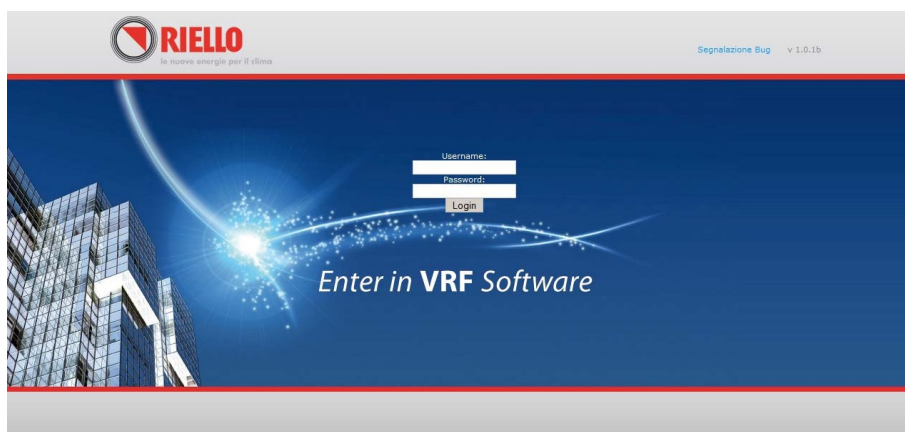 RIELLO
le nuove energie per il clima
Segnalazione Bug v 1.0.1b
Username:
Password:
Login
Enter in VRF Software